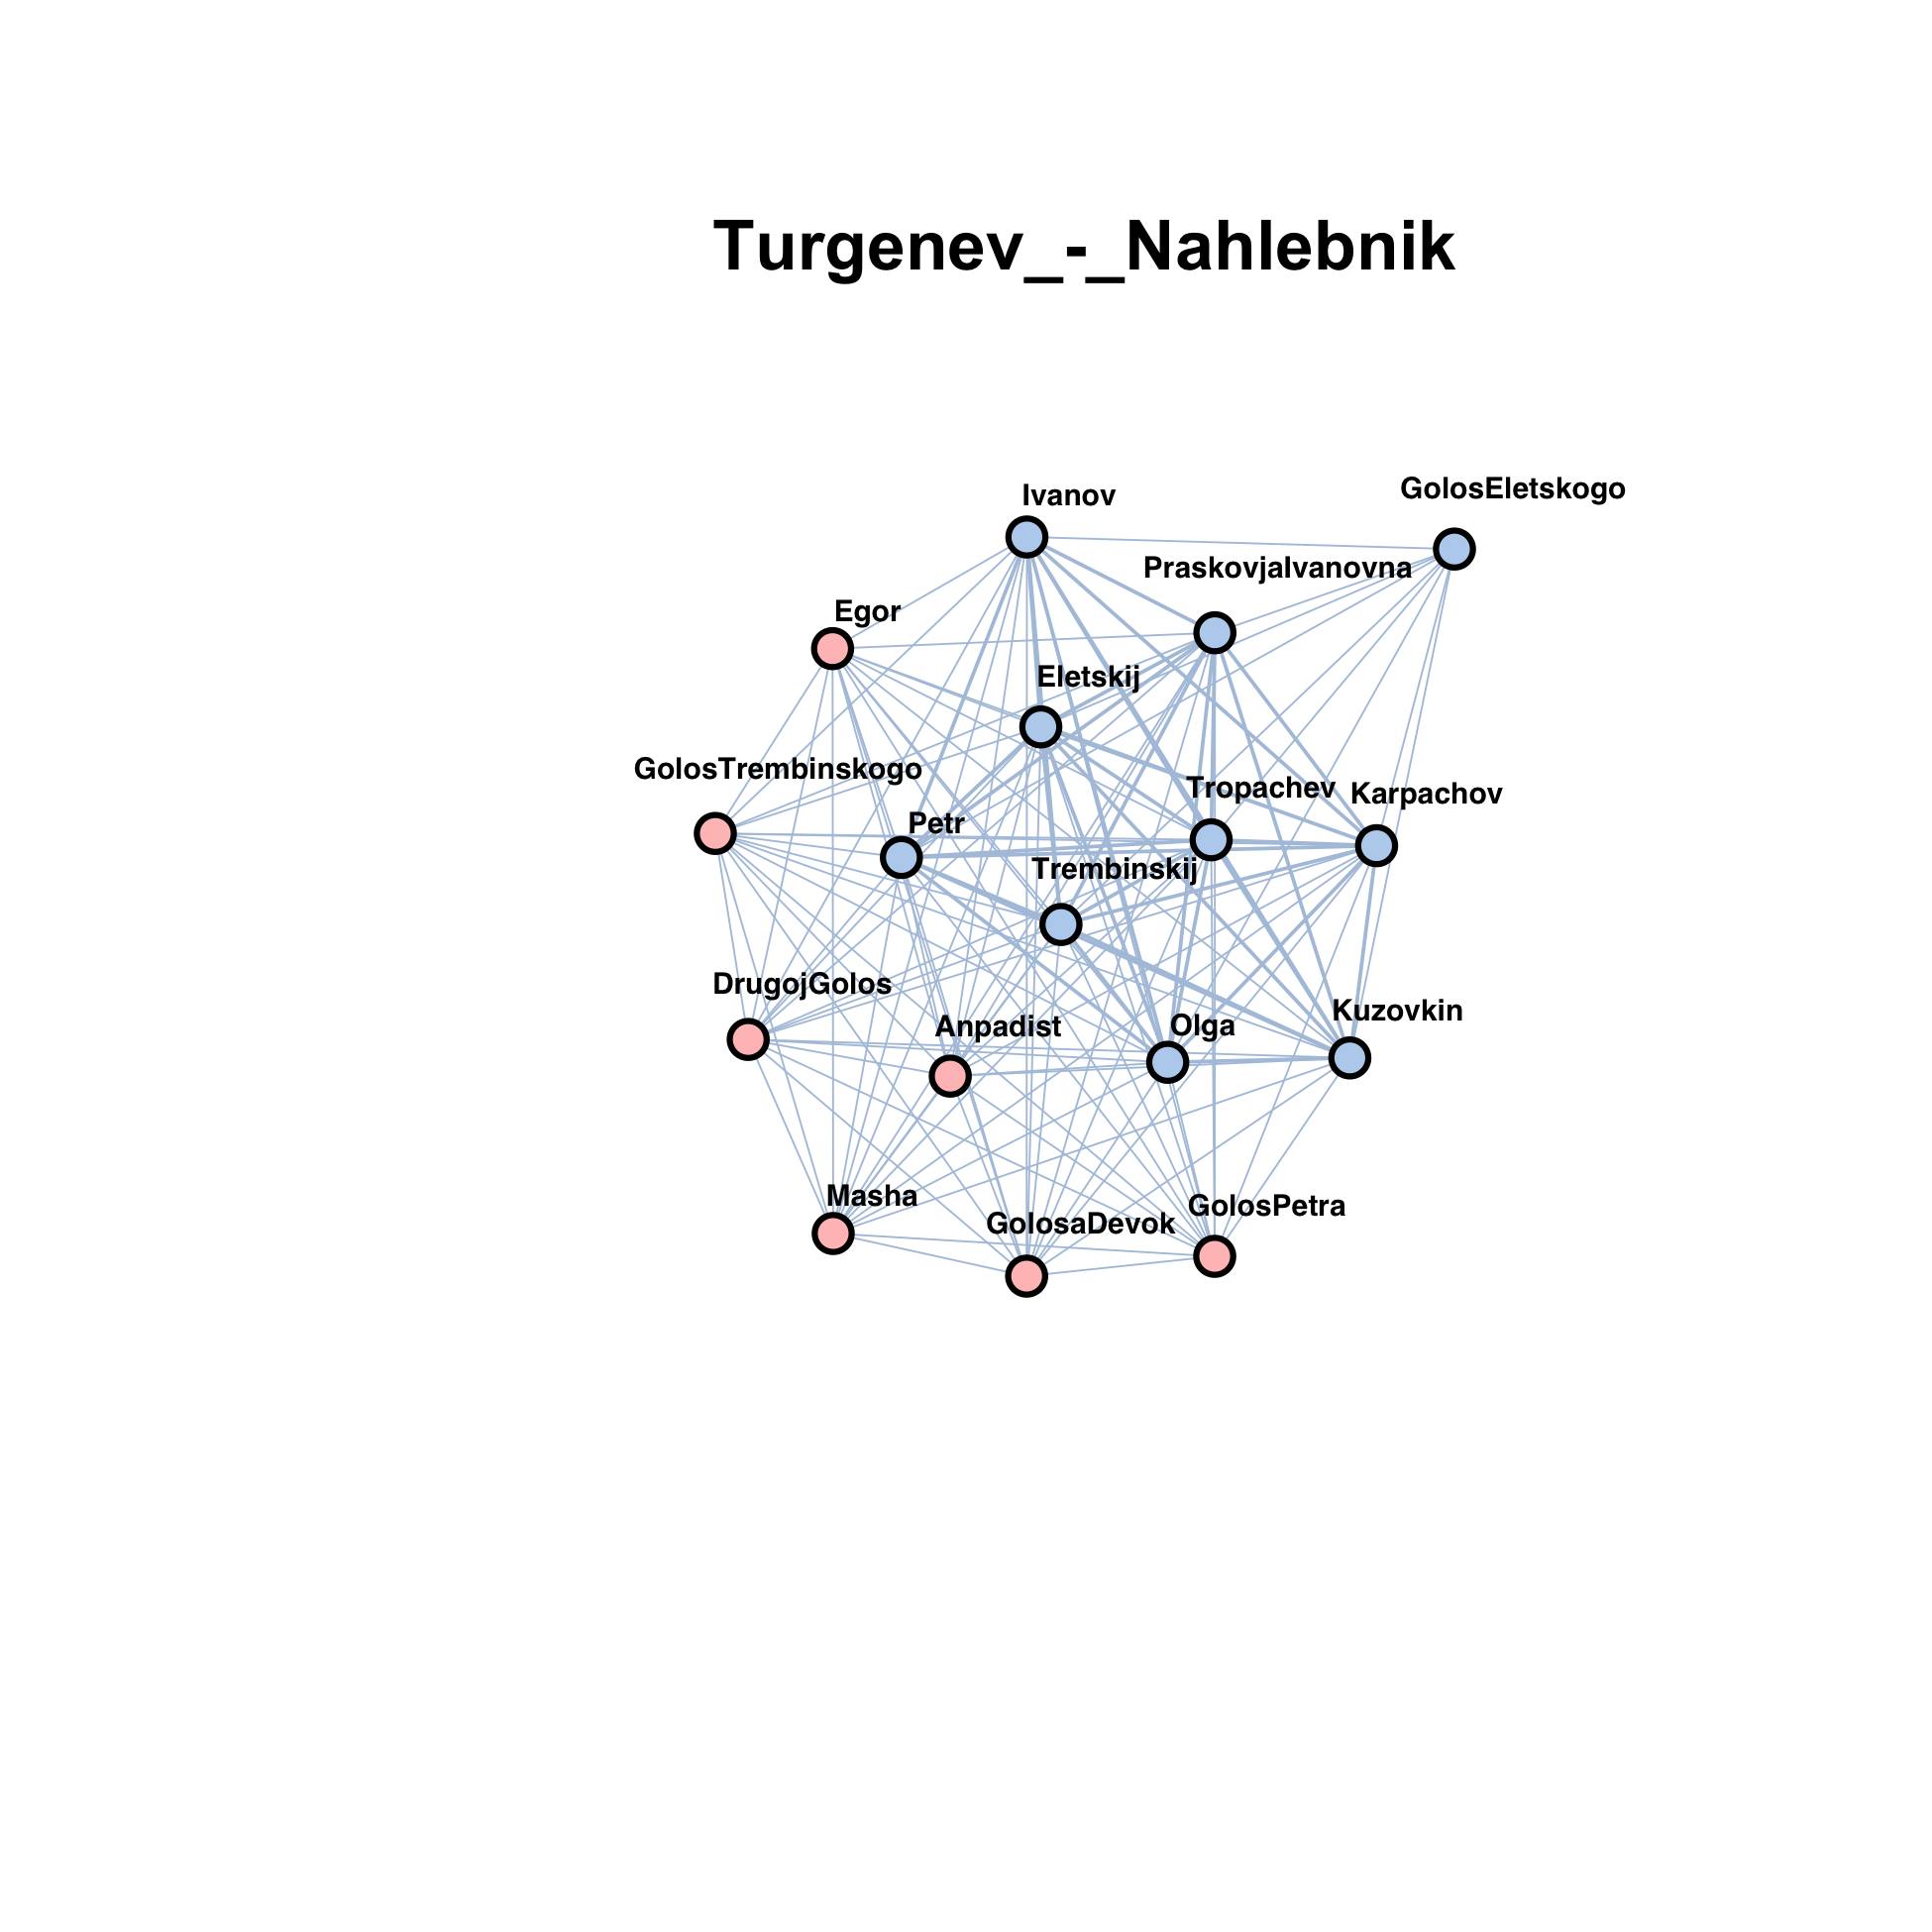 Turgenev_-_Nahlebnik
GolosEletskogo
Ivanov
PraskovjaIvanovna
Egor
Eletskij
GolosTrembinskogo
Tropachev
Karpachov
Petr
Trembinskij
DrugojGolos
Kuzovkin
Olga
Anpadist
Masha
GolosPetra
GolosaDevok